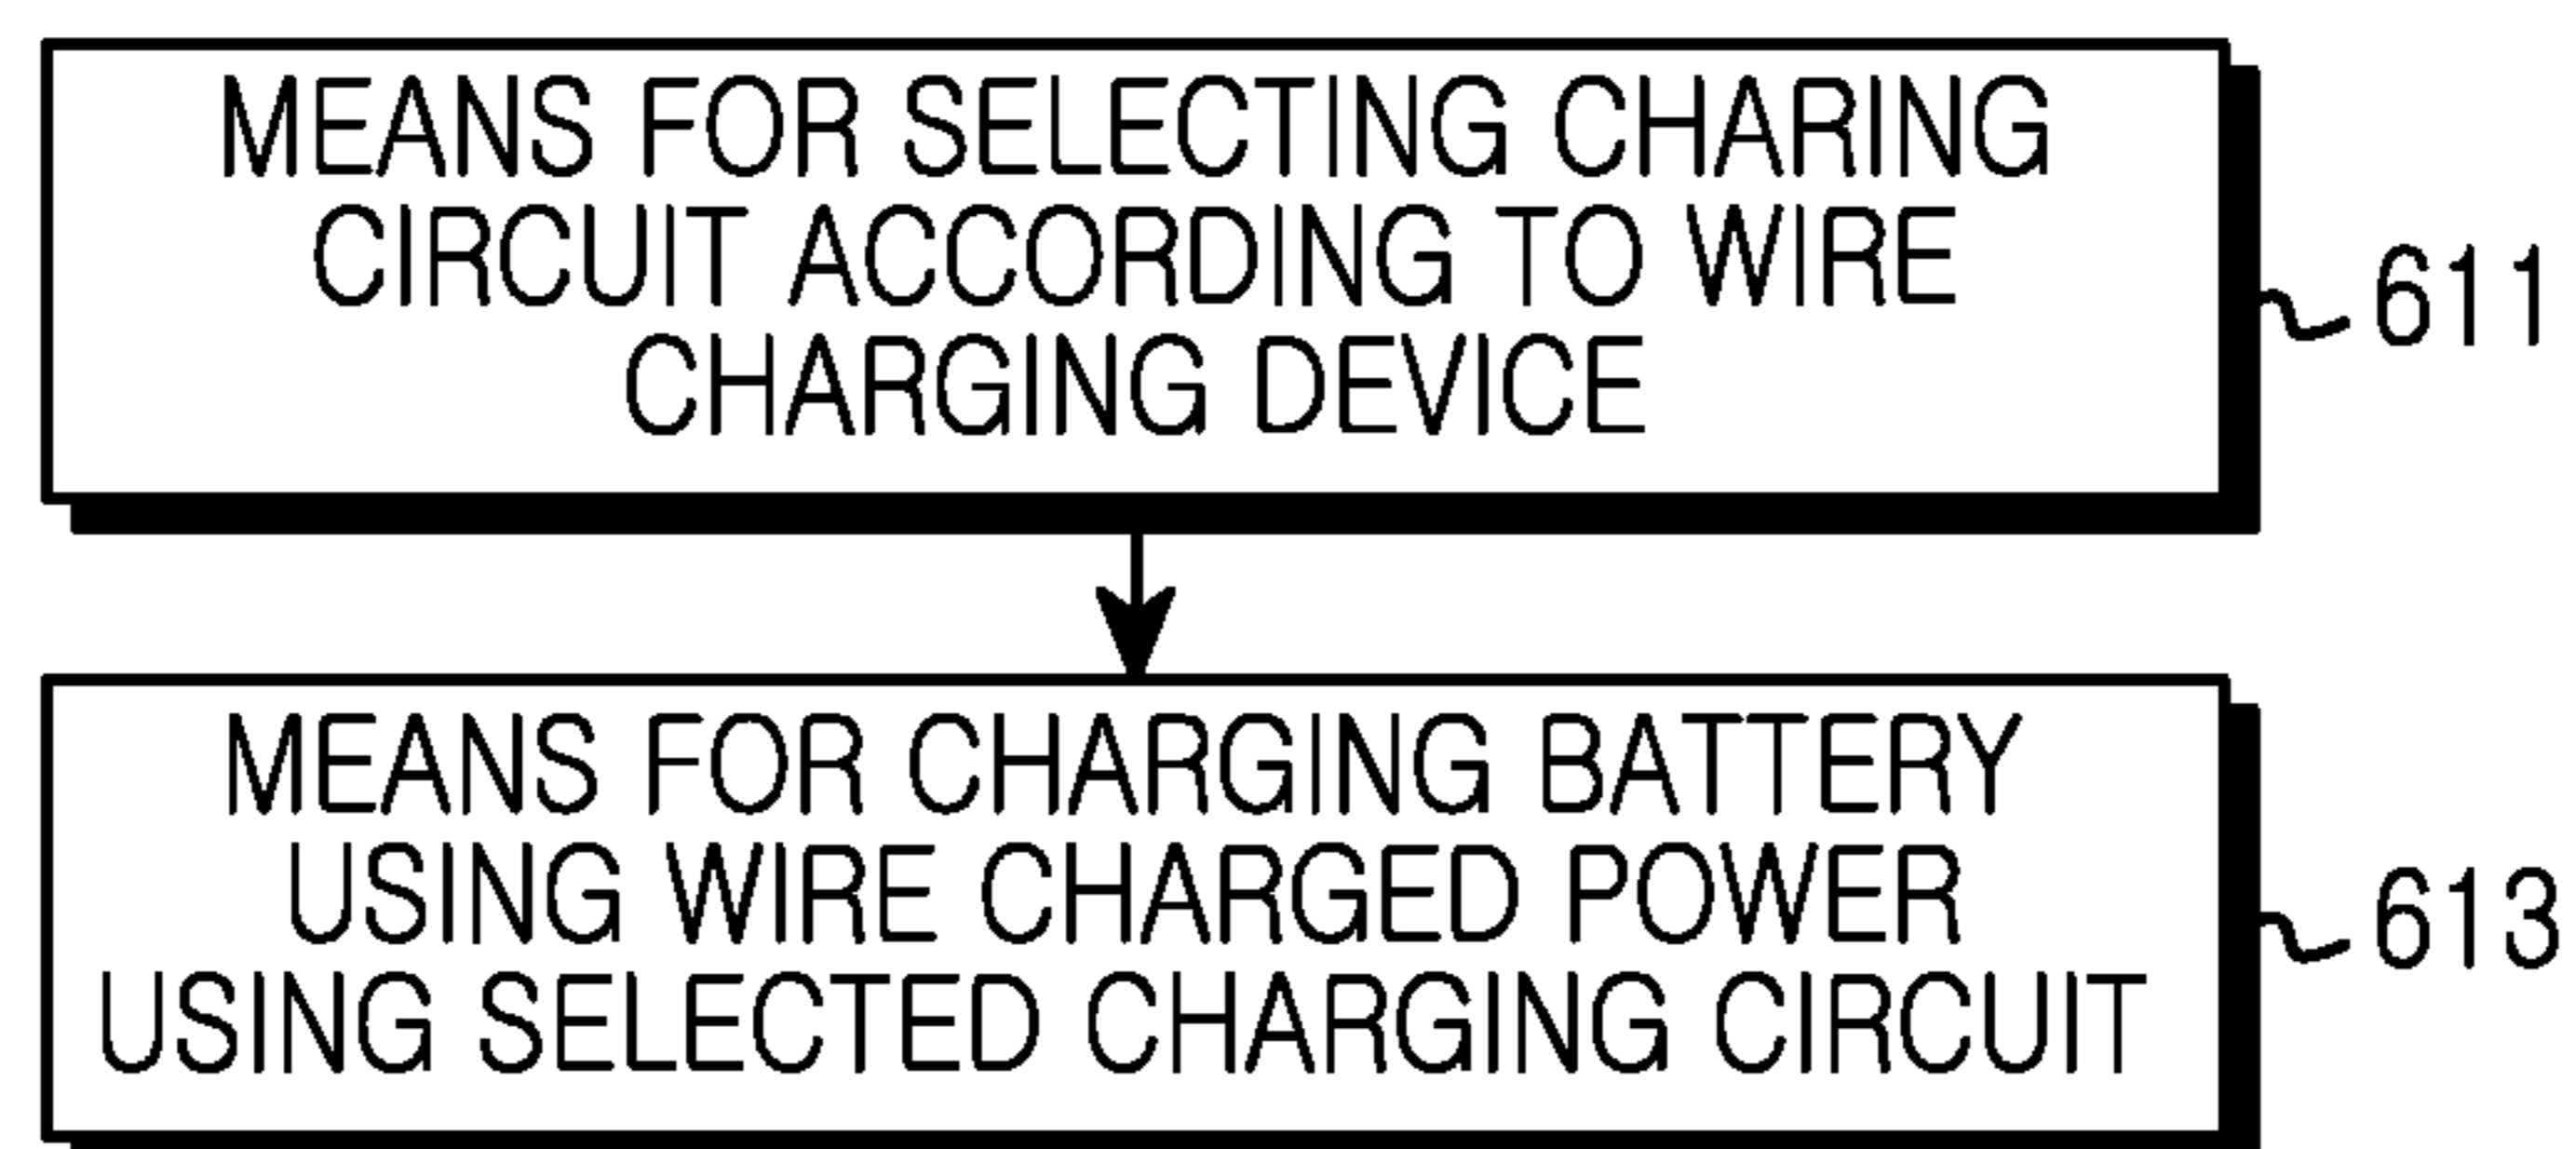 MEANS FOR SELECTING CHARING
CIRCUIT ACCORDING TO WIRE
CHARGING DEVICE
611
MEANS FOR CHARGING BATTERY
USING WIRE CHARGED POWER
USING SELECTED CHARGING CIRCUIT
613